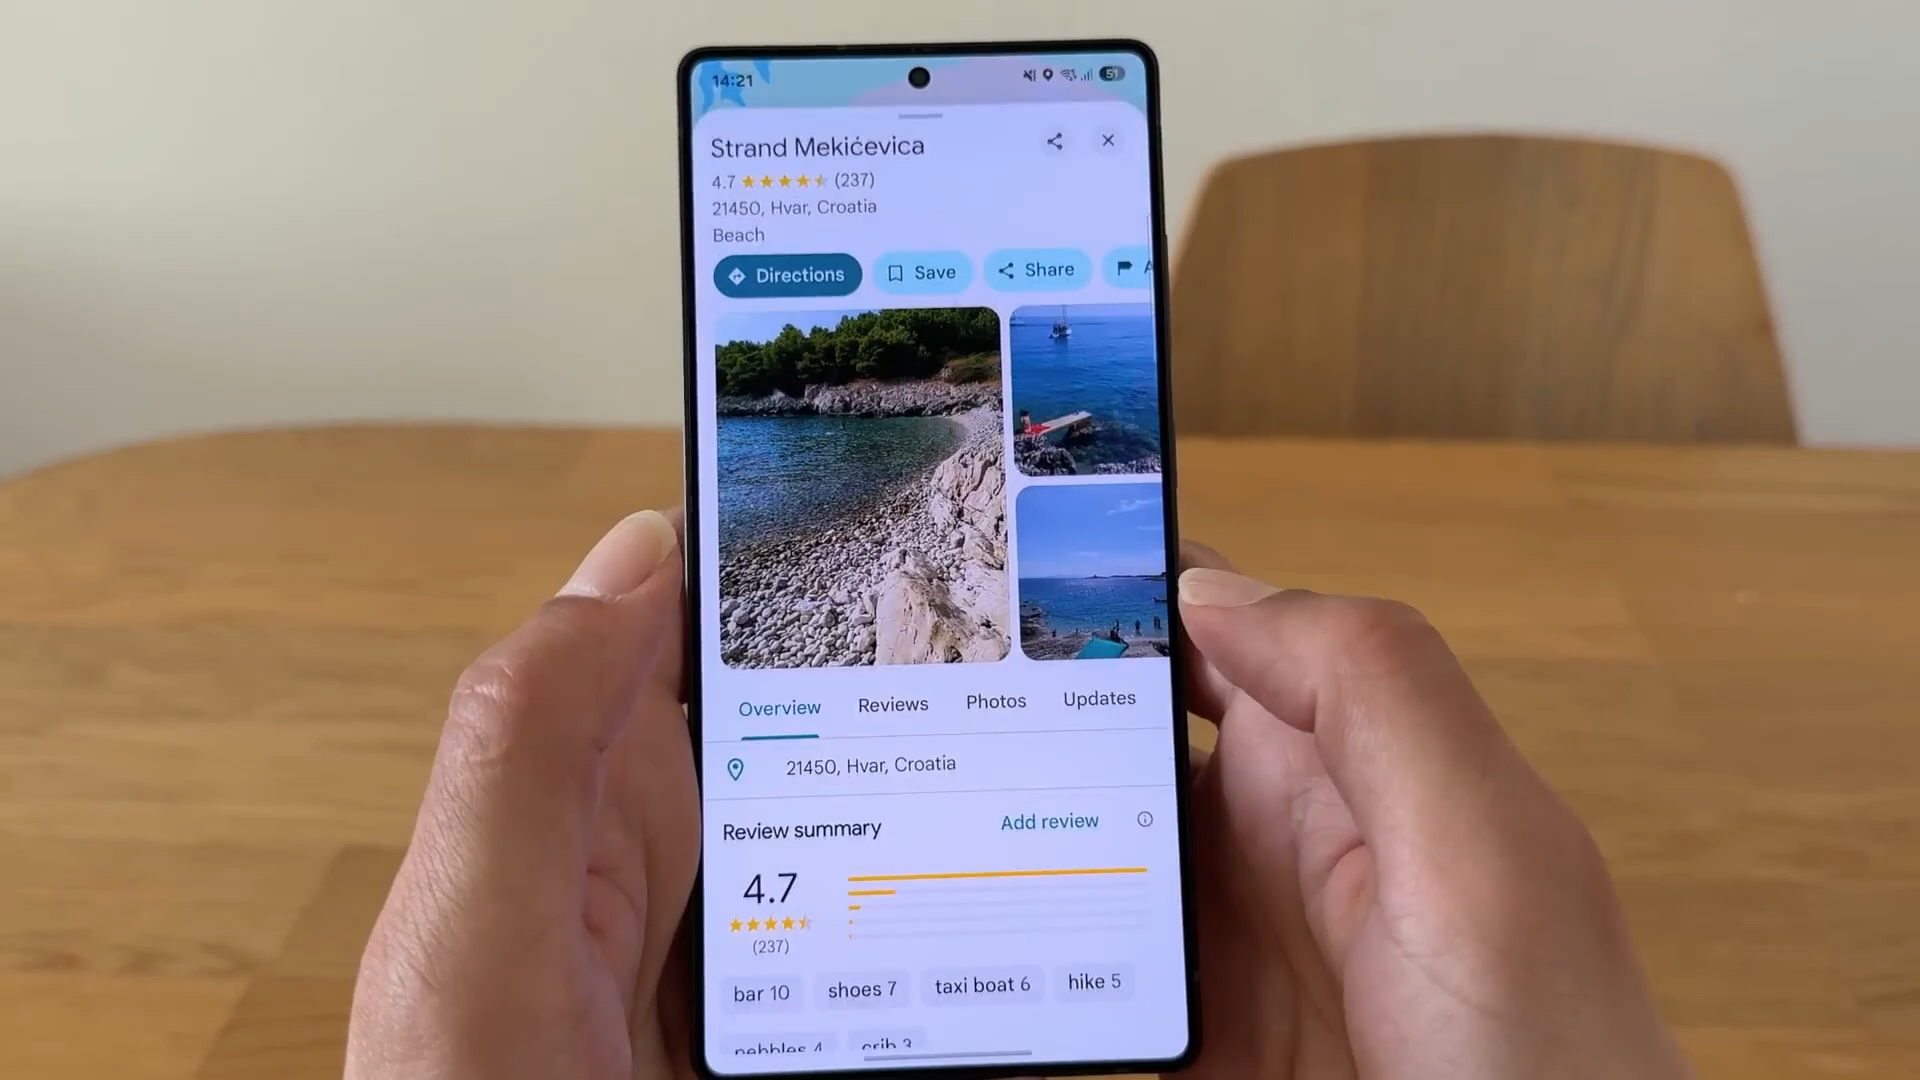 14:21
51
Strand Mekićevica
4.7 (237)
21450, Hvar, Croatia
Beach
Directions Save Share A
Overview Reviews Photos Updates
21450, Hvar, Croatia
Review summary Add review
4.7
(237)
bar 10 shoes 7 taxi boat 6 hike 5
pebbles 4 crib 3